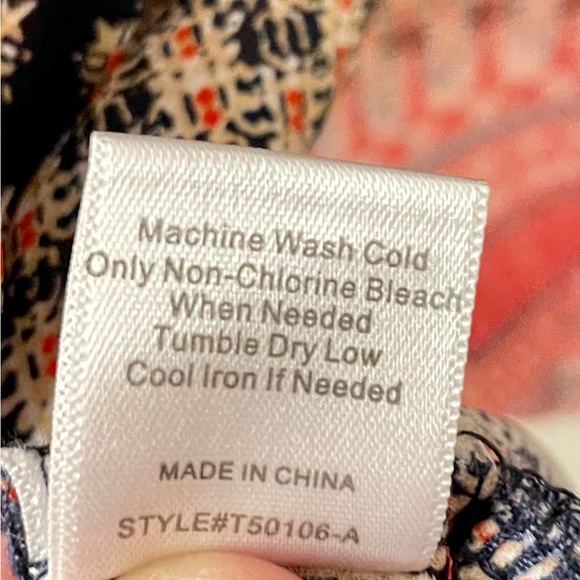 Machine Wash Cold
Only Non-Chlorine Bleach
When Needed
Tumble Dry Low
Cool Iron If Needed
MADE IN CHINA
STYLE#T50106-A